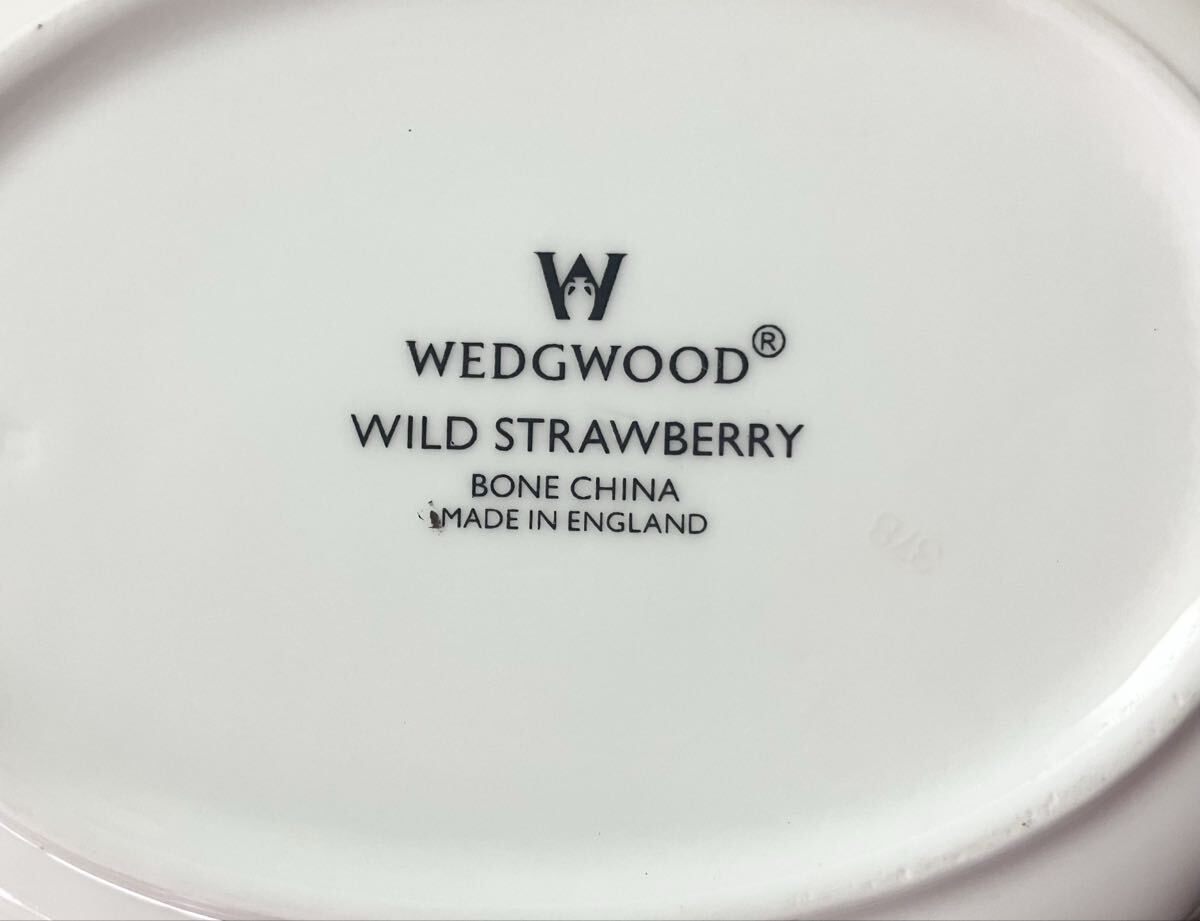 W
WEDGWOOD®
WILD STRAWBERRY
BONE CHINA
MADE IN ENGLAND